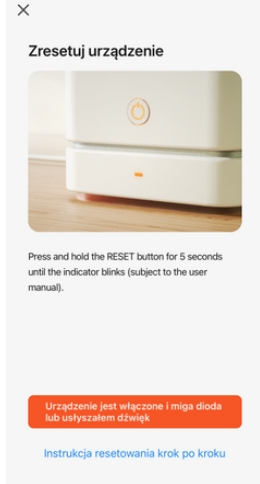 Zresetuj urządzenie
Press and hold the RESET button for 5 seconds
until the indicator blinks (subject to the user
manual).
Urządzenie jest włączone i miga dioda
lub usłyszałem dźwięk
Instrukcja resetowania krok po kroku